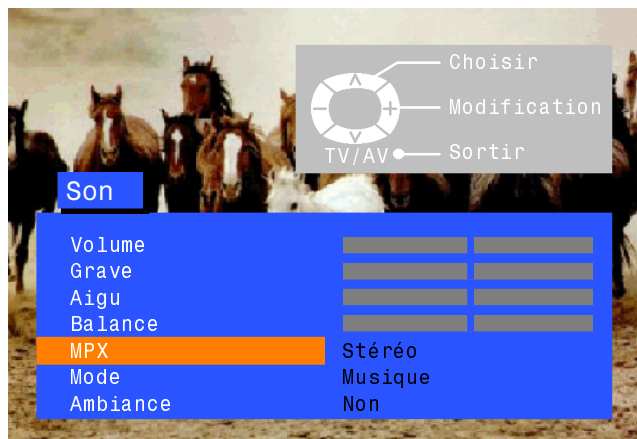 Choisir
Modification
TV/AV Sortir
Son
Volume
Grave
Aigu
Balance
MPX Stéréo
Mode Musique
Ambiance Non